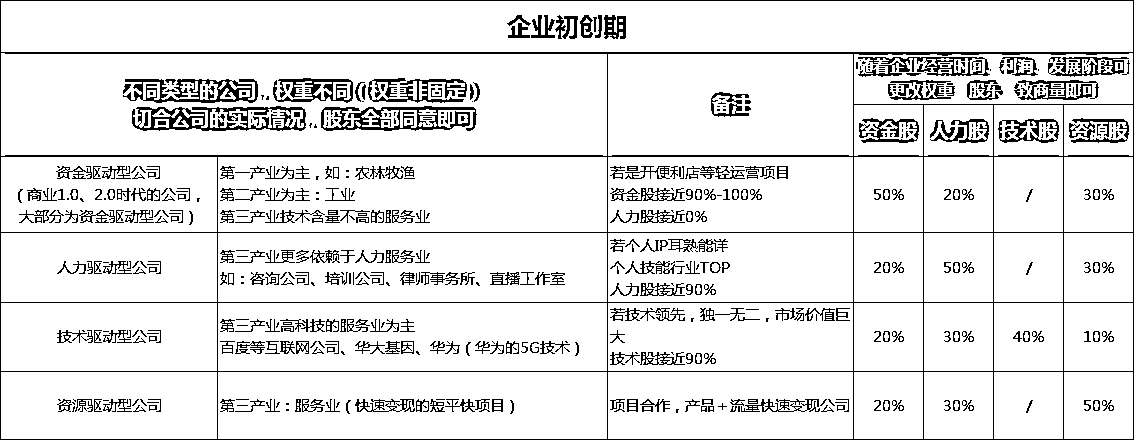 企业初创期
不同类型的公司，权重不同（（权重非固定））
切合公司的实际情况，股东全部同意即可
备注
随着企业经营时间、利润、发展阶段可
更改权重 股东一致商量即可
资金股 人力股 技术股 资源股
资金驱动型公司
（商业1.0、2.0时代的公司，
大部分为资金驱动型公司）
第一产业为主，如：农林牧渔
第二产业为主：工业
第三产业技术含量不高的服务业
若是开便利店等轻运营项目
资金股接近90%-100%
人力股接近0%
50% 20% / 30%
人力驱动型公司
第三产业更多依赖于人力服务业
如：咨询公司、培训公司、律师事务所、直播工作室
若个人IP耳熟能详
个人技能行业TOP
人力股接近90%
20% 50% / 30%
技术驱动型公司
第三产业高科技的服务业为主
百度等互联网公司、华大基因、华为（华为的5G技术）
若技术领先，独一无二，市场价值巨
大
技术股接近90%
20% 30% 40% 10%
资源驱动型公司
第三产业：服务业（快速变现的短平快项目）
项目合作，产品＋流量快速变现公司
20% 30% / 50%